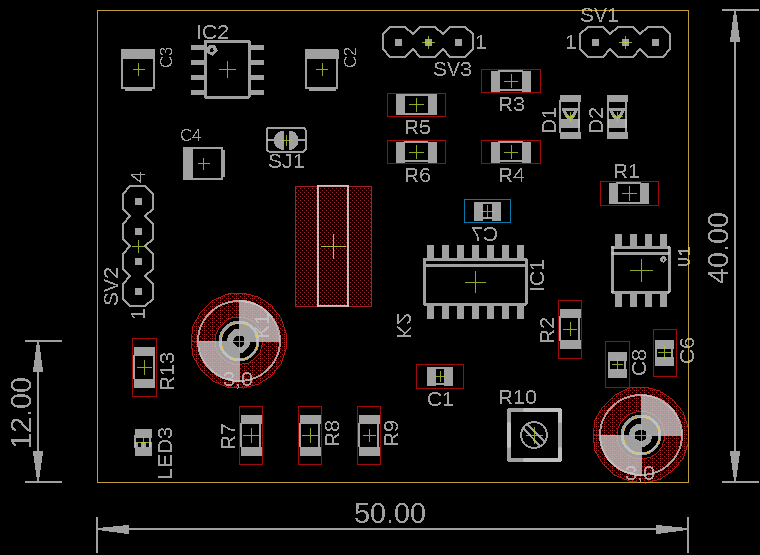 SV1
IC2
C3
C2
1
1
SV3
R3
R5
D1
D2
C4
SJ1
R6
R4
R1
4
C7
40.00
U1
IC1
SV2
1
K1
K2
R2
C8
C6
R13
3,0
12.00
C1
R10
R7
R8
R9
LED3
3,0
50.00